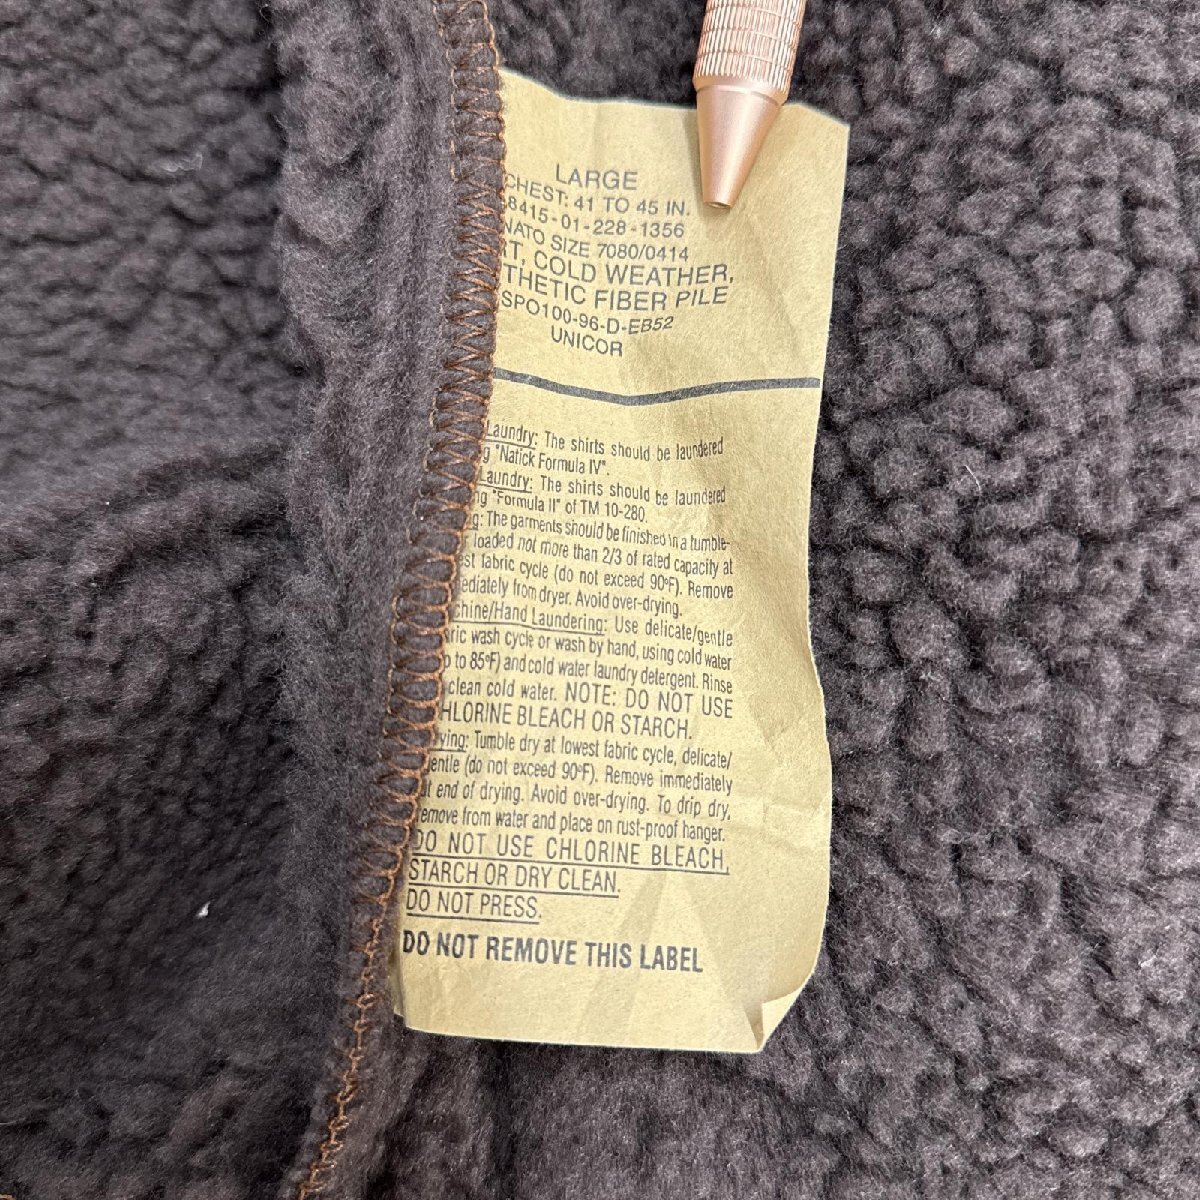 LARGE
CHEST: 41 TO 45 IN.
8415-01-228-1356
NATO SIZE 7080/0414
RT, COLD WEATHER,
THETIC FIBER PILE
SPO100-96-D-EB52
UNICOR
Laundry: The shirts should be laundered
g "Natick Formula IV".
Laundry: The shirts should be laundered
ng "Formula II" of TM 10-280.
g: The garments should be finished in a tumble-
r loaded not more than 2/3 of rated capacity at
est fabric cycle (do not exceed 90°F). Remove
ediately from dryer. Avoid over-drying.
chine/Hand Laundering: Use delicate/gentle
ric wash cycle or wash by hand, using cold water
p to 85°F) and cold water laundry detergent. Rinse
clean cold water. NOTE: DO NOT USE
CHLORINE BLEACH OR STARCH.
rying: Tumble dry at lowest fabric cycle, delicate/
gentle (do not exceed 90°F). Remove immediately
at end of drying. Avoid over-drying. To drip dry,
remove from water and place on rust-proof hanger.
DO NOT USE CHLORINE BLEACH,
STARCH OR DRY CLEAN.
DO NOT PRESS.
DO NOT REMOVE THIS LABEL